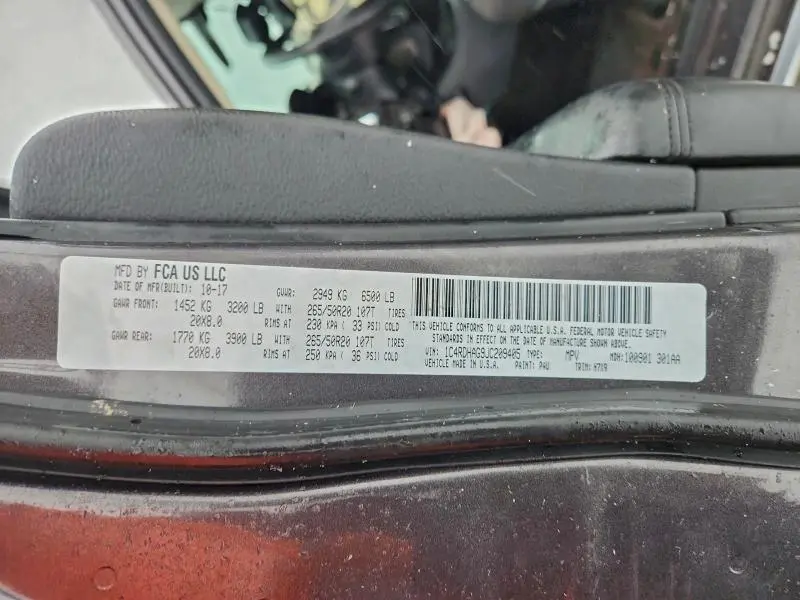 MFD BY FCA US LLC
DATE OF MFR(BUILT): 10-17 GVWR: 2949 KG 6500 LB
GAWR FRONT: 1452 KG 3200 LB WITH 265/50R20 107T TIRES
20X8.0 RIMS AT 230 KPA ( 33 PSI) COLD
GAWR REAR: 1770 KG 3900 LB WITH 265/50R20 107T TIRES
20X8.0 RIMS AT 250 KPA ( 36 PSI) COLD
THIS VEHICLE CONFORMS TO ALL APPLICABLE U.S.A. FEDERAL MOTOR VEHICLE SAFETY
STANDARDS IN EFFECT ON THE DATE OF MANUFACTURE SHOWN ABOVE.
VIN: 1C4RDHAG9JC209405 TYPE: MPV MDH: 100901 301AA
VEHICLE MADE IN U.S.A. PAINT: PAU TRIM: H7X9